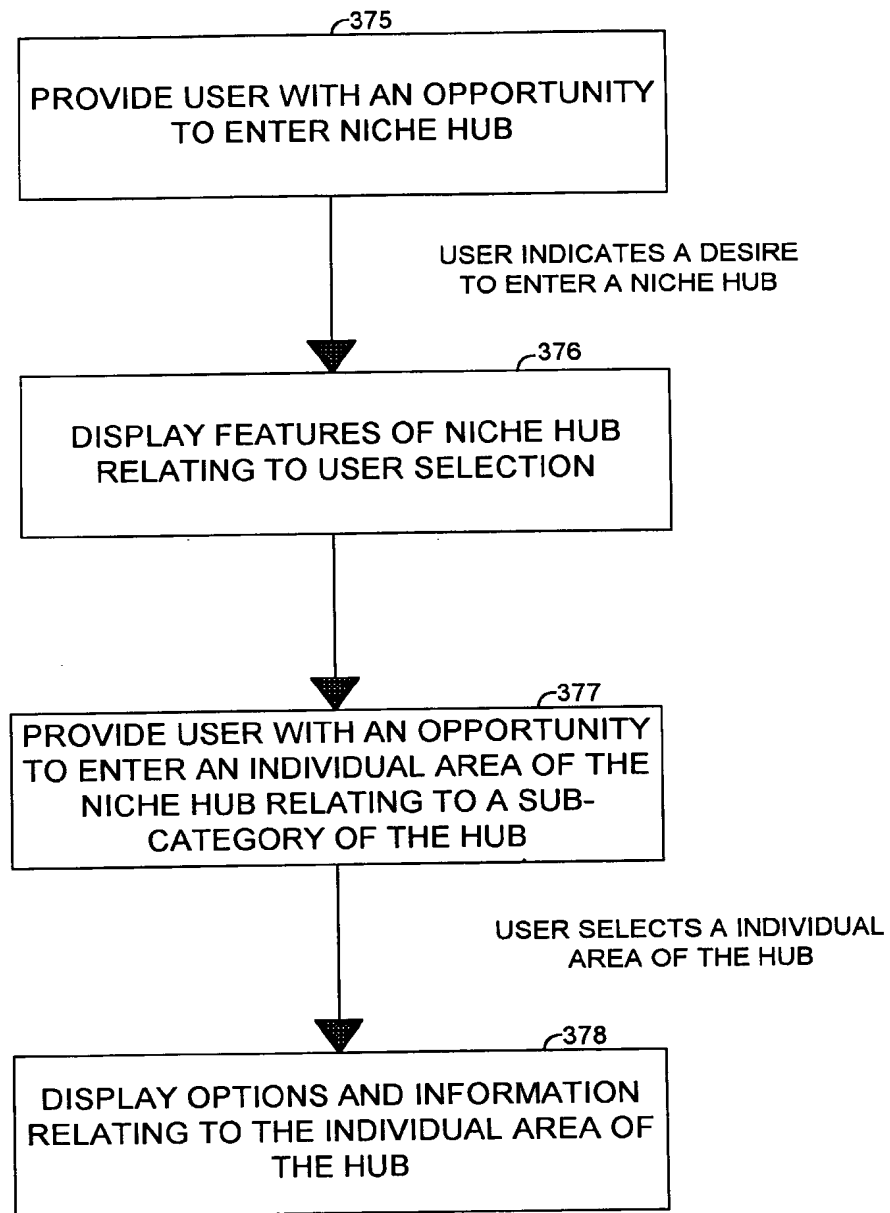 375
PROVIDE USER WITH AN OPPORTUNITY
TO ENTER NICHE HUB
USER INDICATES A DESIRE
TO ENTER A NICHE HUB
376
DISPLAY FEATURES OF NICHE HUB
RELATING TO USER SELECTION
377
PROVIDE USER WITH AN OPPORTUNITY
TO ENTER AN INDIVIDUAL AREA OF THE
NICHE HUB RELATING TO A SUB-
CATEGORY OF THE HUB
USER SELECTS A INDIVIDUAL
AREA OF THE HUB
378
DISPLAY OPTIONS AND INFORMATION
RELATING TO THE INDIVIDUAL AREA OF
THE HUB